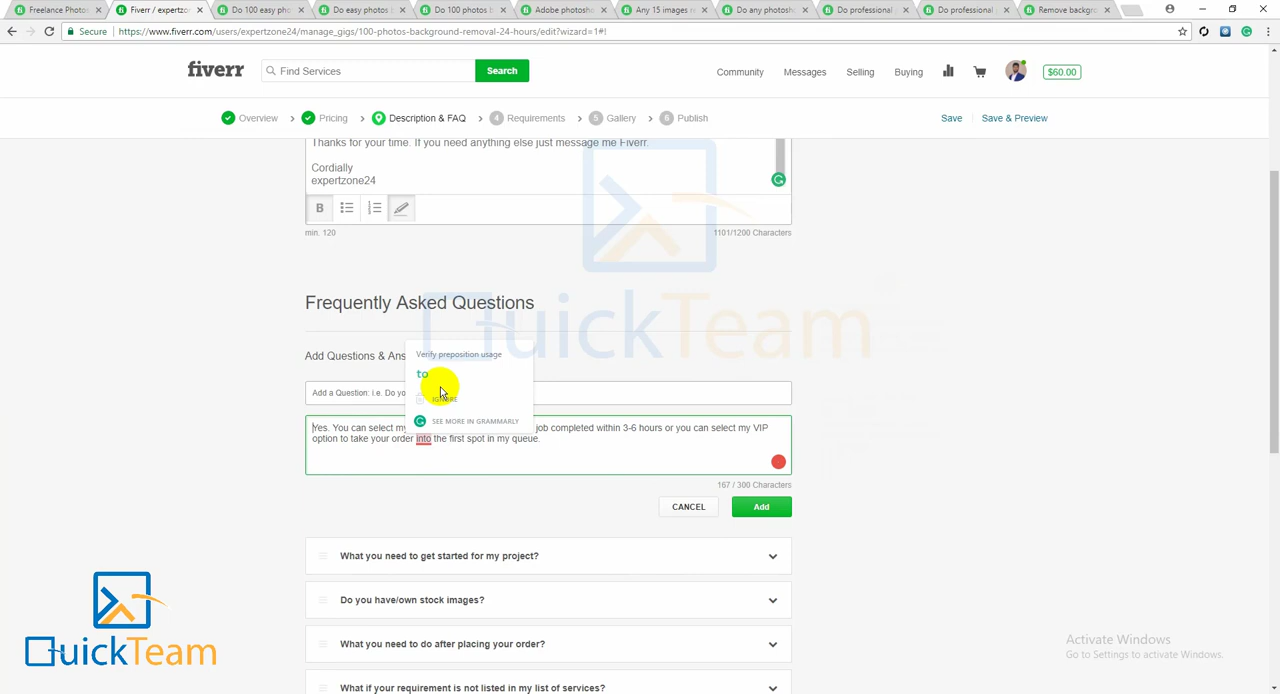 Freelance Photos
Fiverr / expertzone
Do 100 easy pho
Do easy photos b
Do 100 photos b
Adobe photoshop
Any 15 images re
Do any photosh
Do professional
Do professional
Remove backgro
Secure
https://www.fiverr.com/users/expertzone24/manage_gigs/100-photos-background-removal-24-hours/edit?wizard=1#!
fiverr
Find Services
Search
Community
Messages
Selling
Buying
$60.00
Overview
Pricing
Description & FAQ
4 Requirements
5 Gallery
6 Publish
Save
Save & Preview
Thanks for your time. If you need anything else just message me Fiverr.
Cordially
expertzone24
B
min. 120
1101/1200 Characters
Frequently Asked Questions
QuickTeam
Add Questions & Ans
Verify preposition usage
to
Add a Question: i.e. Do yo
IGNORE
SEE MORE IN GRAMMARLY
Yes. You can select my job completed within 3-6 hours or you can select my VIP
option to take your order into the first spot in my queue.
167 / 300 Characters
CANCEL
Add
What you need to get started for my project?
Do you have/own stock images?
What you need to do after placing your order?
What if your requirement is not listed in my list of services?
QuickTeam
Activate Windows
Go to Settings to activate Windows.